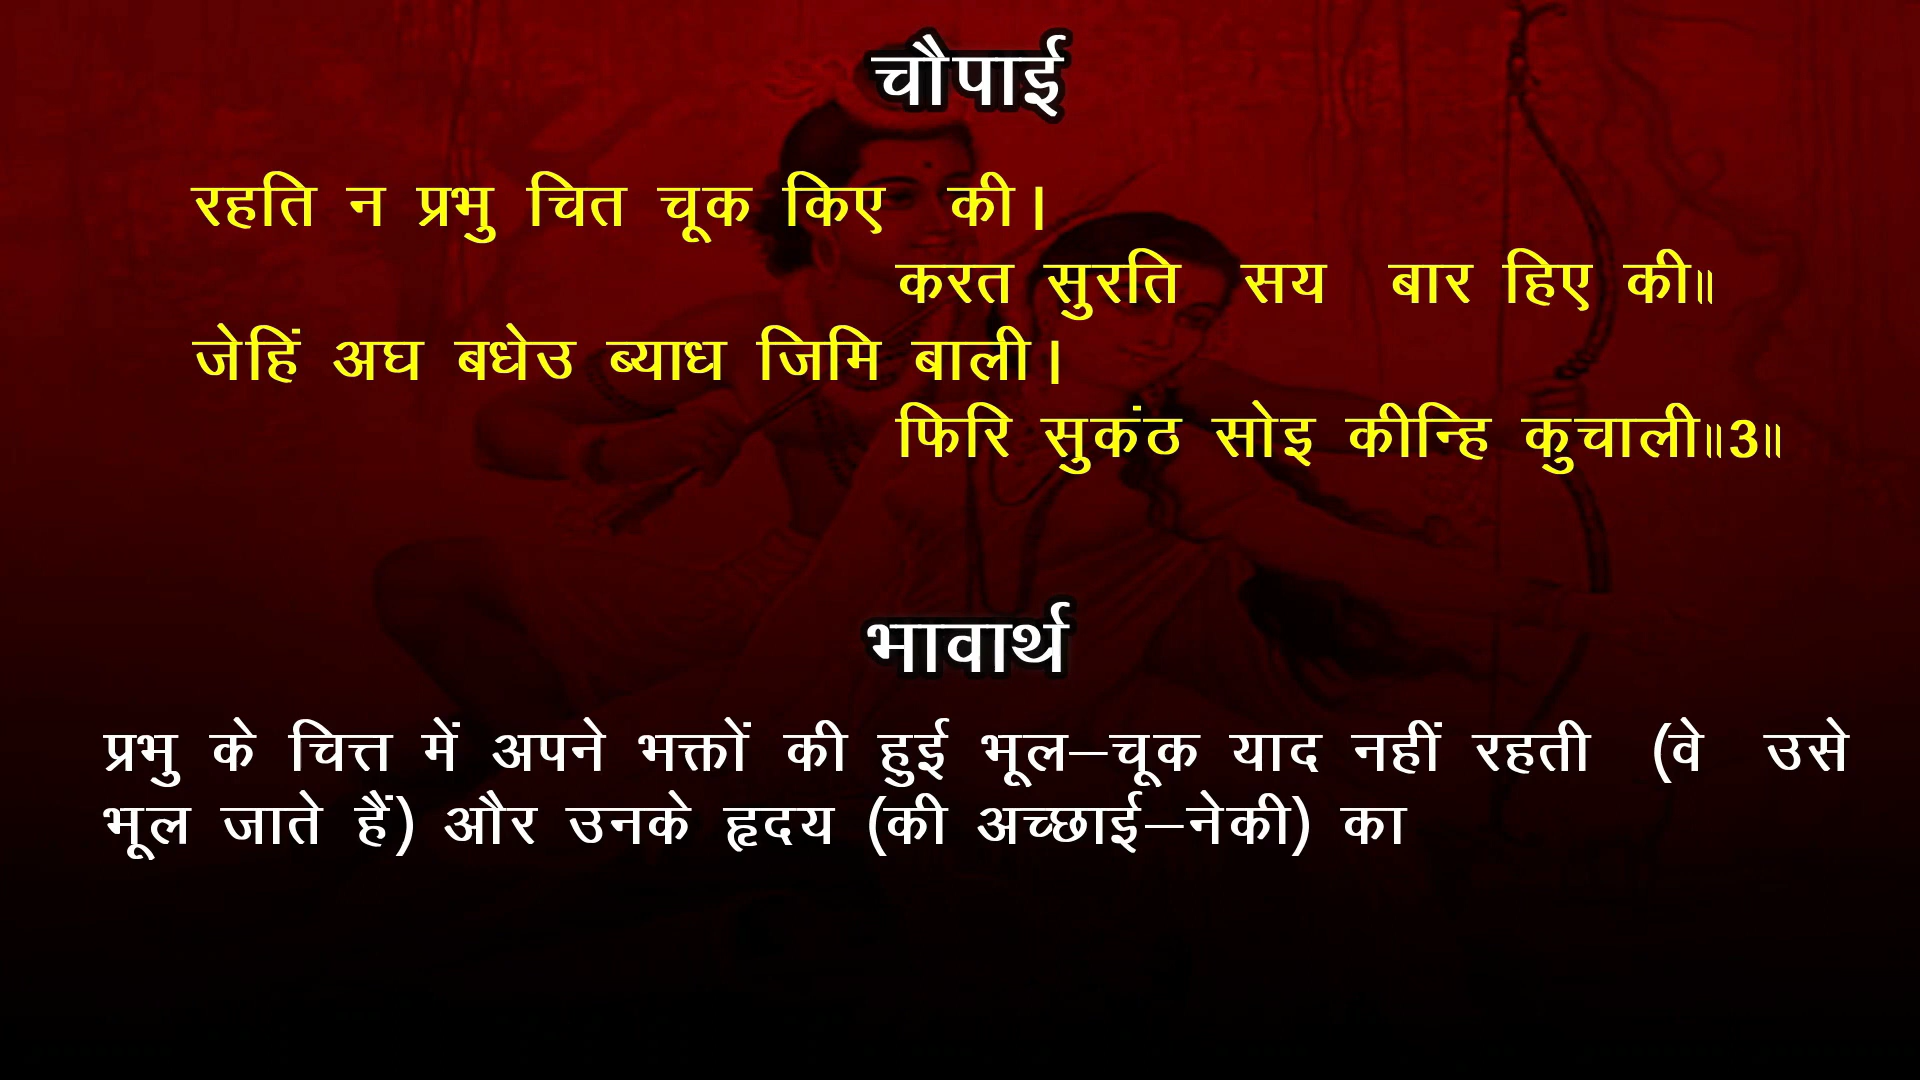 चौपाई
रहति न प्रभु चित चूक किए की।
करत सुरति सय बार हिए की॥
जेहिं अघ बधेउ ब्याध जिमि बाली।
फिरि सुकंठ सोइ कीन्हि कुचाली॥3॥
भावार्थ
प्रभु के चित्त में अपने भक्तों की हुई भूल–चूक याद नहीं रहती (वे उसे
भूल जाते हैं) और उनके हृदय (की अच्छाई–नेकी) का